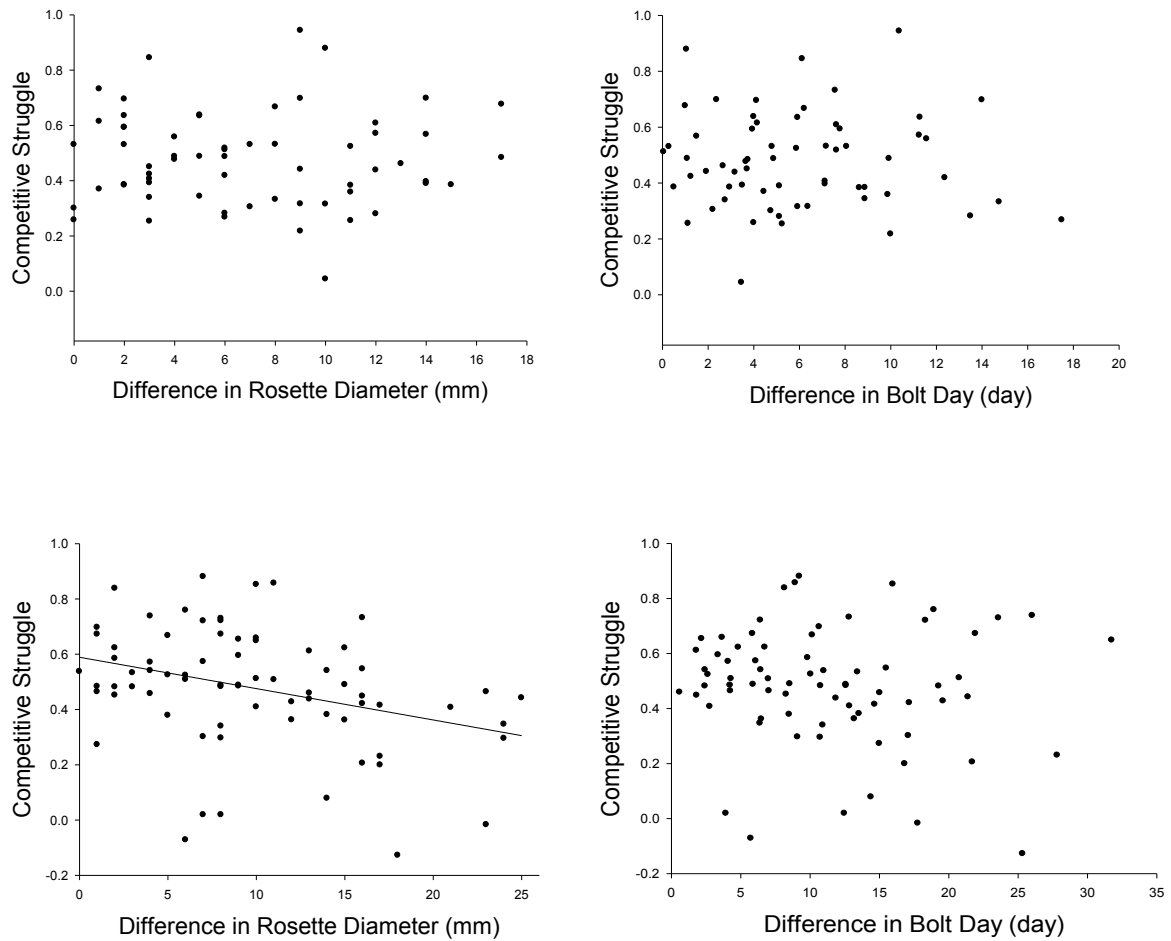 1.0
0.8
0.6
0.4
0.2
0.0
Competitive Struggle
0 2 4 6 8 10 12 14 16 18
Difference in Rosette Diameter (mm)
1.0
0.8
0.6
0.4
0.2
0.0
Competitive Struggle
0 2 4 6 8 10 12 14 16 18 20
Difference in Bolt Day (day)
1.0
0.8
0.6
0.4
0.2
0.0
-0.2
Competitive Struggle
0 5 10 15 20 25
Difference in Rosette Diameter (mm)
1.0
0.8
0.6
0.4
0.2
0.0
-0.2
Competitive Struggle
0 5 10 15 20 25 30 35
Difference in Bolt Day (day)